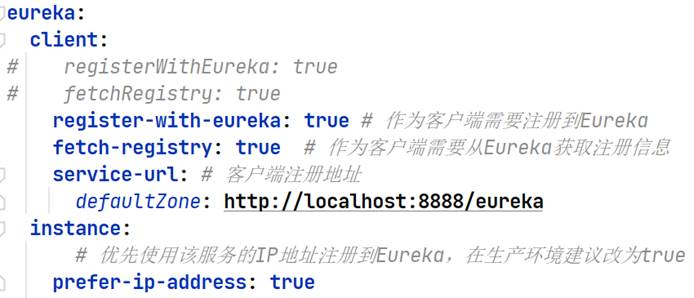 eureka:
  client:
#    registerWithEureka: true
#    fetchRegistry: true
    register-with-eureka: true # 作为客户端需要注册到Eureka
    fetch-registry: true  # 作为客户端需要从Eureka获取注册信息
    service-url: # 客户端注册地址
      defaultZone: http://localhost:8888/eureka
  instance:
      # 优先使用该服务的IP地址注册到Eureka，在生产环境建议改为true
    prefer-ip-address: true